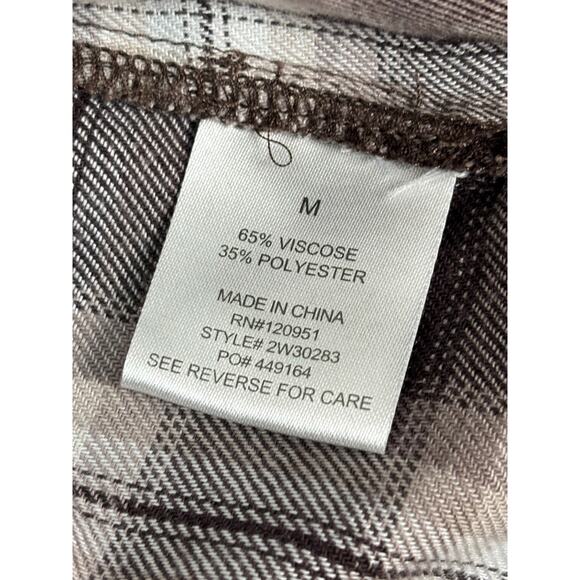 M
65% VISCOSE
35% POLYESTER
MADE IN CHINA
RN#120951
STYLE# 2W30283
PO# 449164
SEE REVERSE FOR CARE